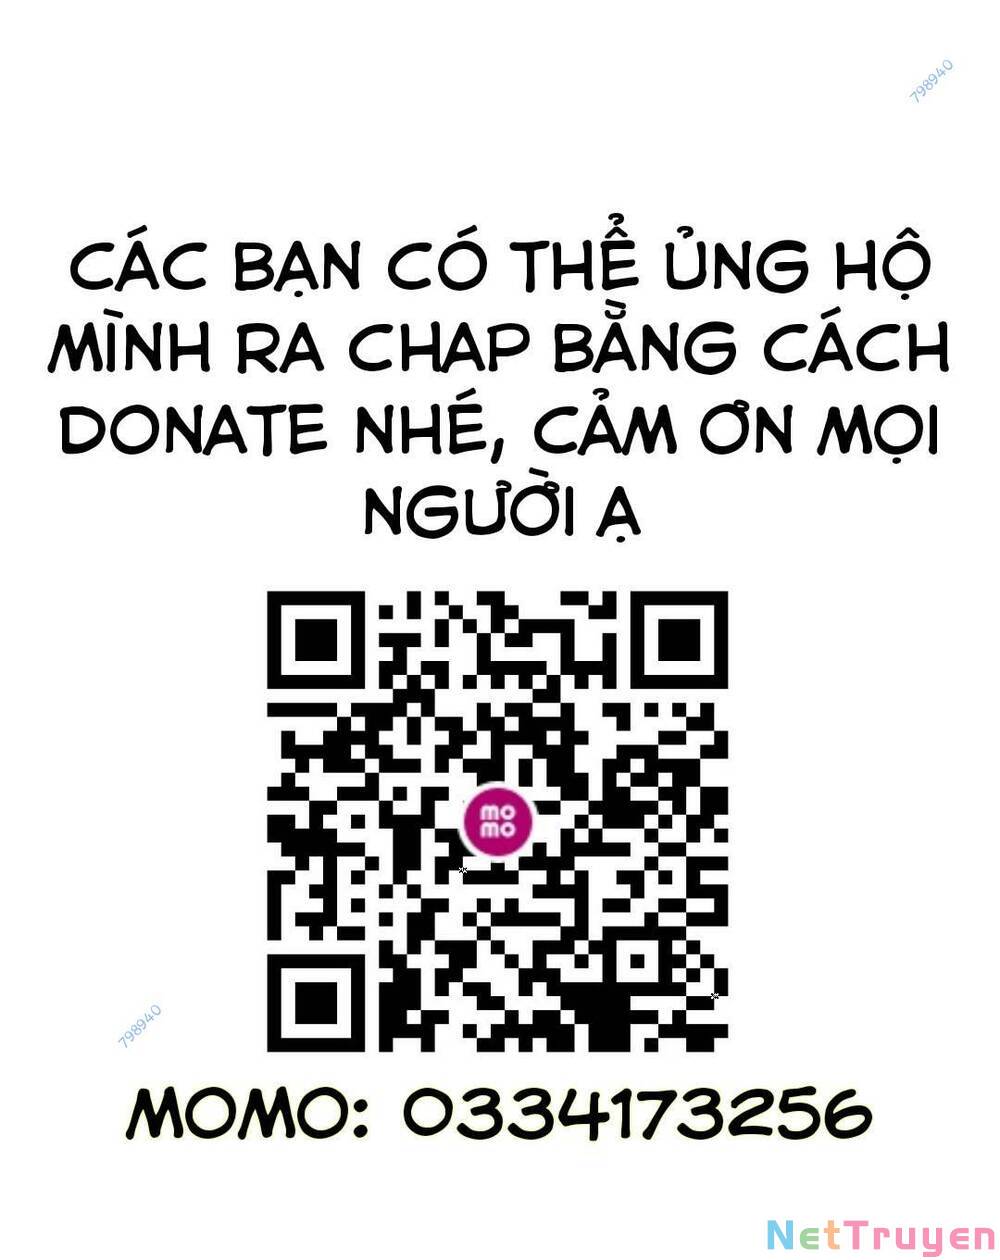 798940
CÁC BẠN CÓ THỂ ỦNG HỘ
MÌNH RA CHAP BẰNG CÁCH
DONATE NHÉ, CẢM ƠN MỌI
NGƯỜI Ạ
mo
mo
798940
MOMO: 0334173256
NetTruyen